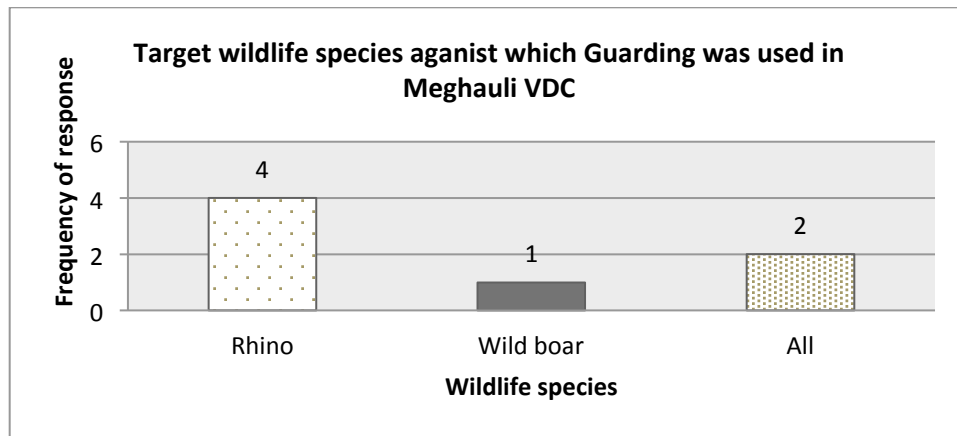 Target wildlife species aganist which Guarding was used in
Meghauli VDC
Frequency of response
6
4
2
0
4
1
2
Rhino Wild boar All
Wildlife species